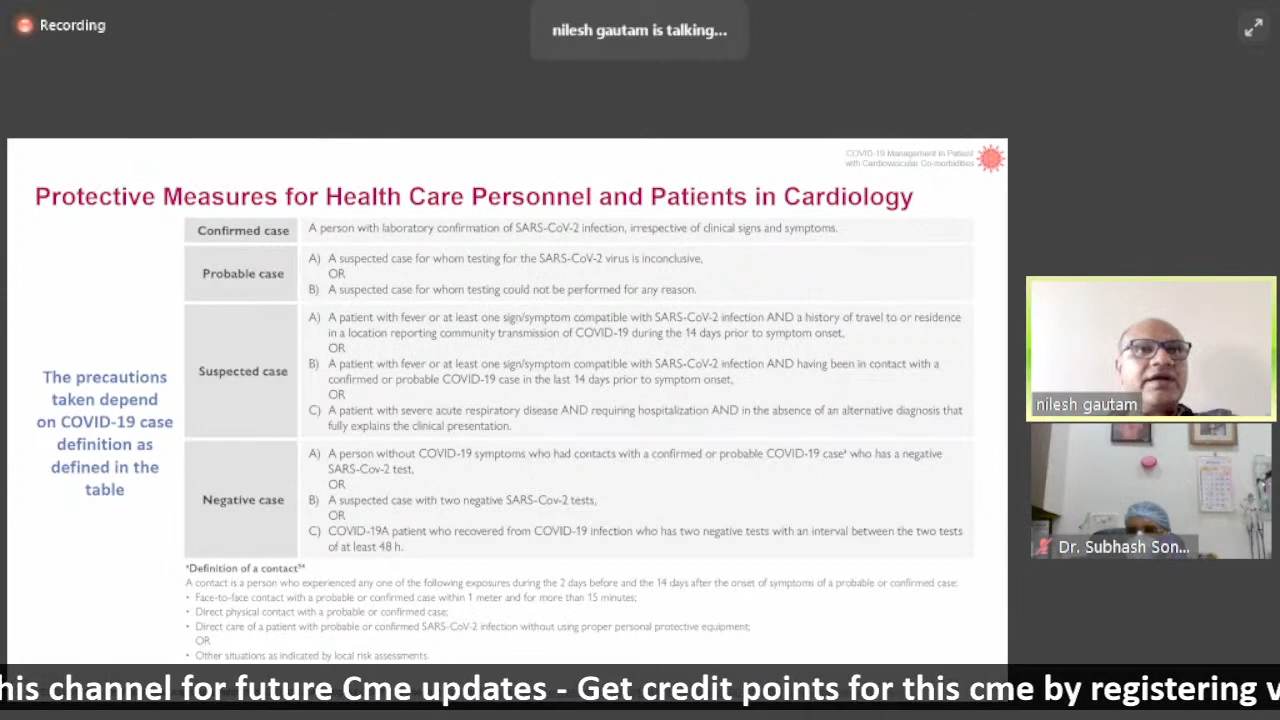 Recording
nilesh gautam is talking...
COVID-19 Management in Patient
with Cardiovascular Co-morbidities
Protective Measures for Health Care Personnel and Patients in Cardiology
The precautions
taken depend
on COVID-19 case
definition as
defined in the
table
Confirmed case
A person with laboratory confirmation of SARS-CoV-2 infection, irrespective of clinical signs and symptoms.
Probable case
A) A suspected case for whom testing for the SARS-CoV-2 virus is inconclusive,
OR
B) A suspected case for whom testing could not be performed for any reason.
Suspected case
A) A patient with fever or at least one sign/symptom compatible with SARS-CoV-2 infection AND a history of travel to or residence
in a location reporting community transmission of COVID-19 during the 14 days prior to symptom onset,
OR
B) A patient with fever or at least one sign/symptom compatible with SARS-CoV-2 infection AND having been in contact with a
confirmed or probable COVID-19 case in the last 14 days prior to symptom onset,
OR
C) A patient with severe acute respiratory disease AND requiring hospitalization AND in the absence of an alternative diagnosis that
fully explains the clinical presentation.
Negative case
A) A person without COVID-19 symptoms who had contacts with a confirmed or probable COVID-19 case* who has a negative
SARS-Cov-2 test,
OR
B) A suspected case with two negative SARS-Cov-2 tests,
OR
C) COVID-19A patient who recovered from COVID-19 infection who has two negative tests with an interval between the two tests
of at least 48 h.
*Definition of a contact54
A contact is a person who experienced any one of the following exposures during the 2 days before and the 14 days after the onset of symptoms of a probable or confirmed case:
• Face-to-face contact with a probable or confirmed case within 1 meter and for more than 15 minutes;
• Direct physical contact with a probable or confirmed case;
• Direct care of a patient with probable or confirmed SARS-CoV-2 infection without using proper personal protective equipment;
OR
• Other situations as indicated by local risk assessments.
nilesh gautam
Dr. Subhash Son...
his channel for future Cme updates - Get credit points for this cme by registering v